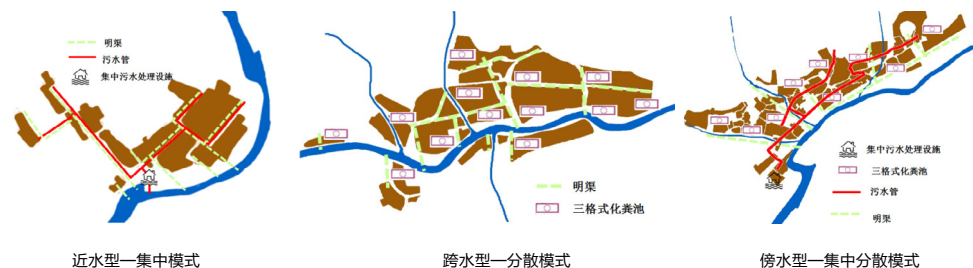 明渠
污水管
集中污水处理设施
近水型—集中模式
明渠
三格式化粪池
跨水型—分散模式
集中污水处理设施
三格式化粪池
污水管
明渠
傍水型—集中分散模式